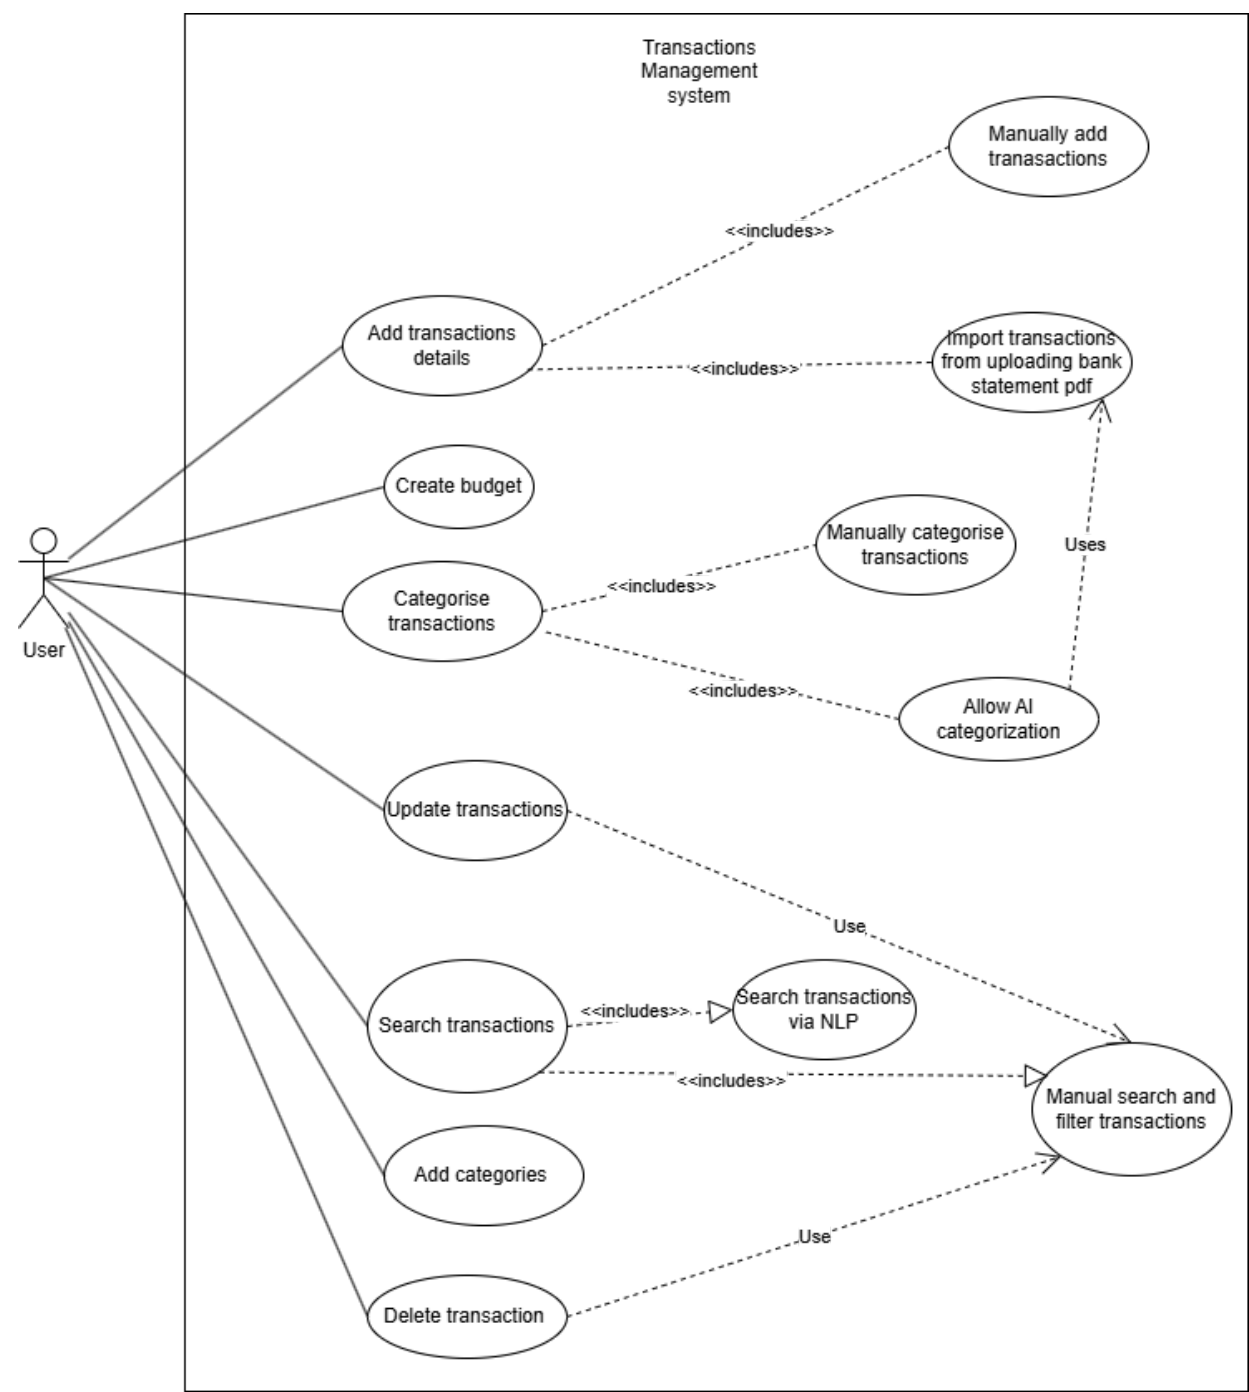 Transactions
Management
system
Manually add
tranasactions
<<includes>>
Add transactions
details
Import transactions
from uploading bank
statement pdf
<<includes>>
Create budget
Manually categorise
transactions
Uses
<<includes>>
Categorise
transactions
User
<<includes>>
Allow AI
categorization
Update transactions
Use
Search transactions
<<includes>>
Search transactions
via NLP
<<includes>>
Manual search and
filter transactions
Add categories
Use
Delete transaction